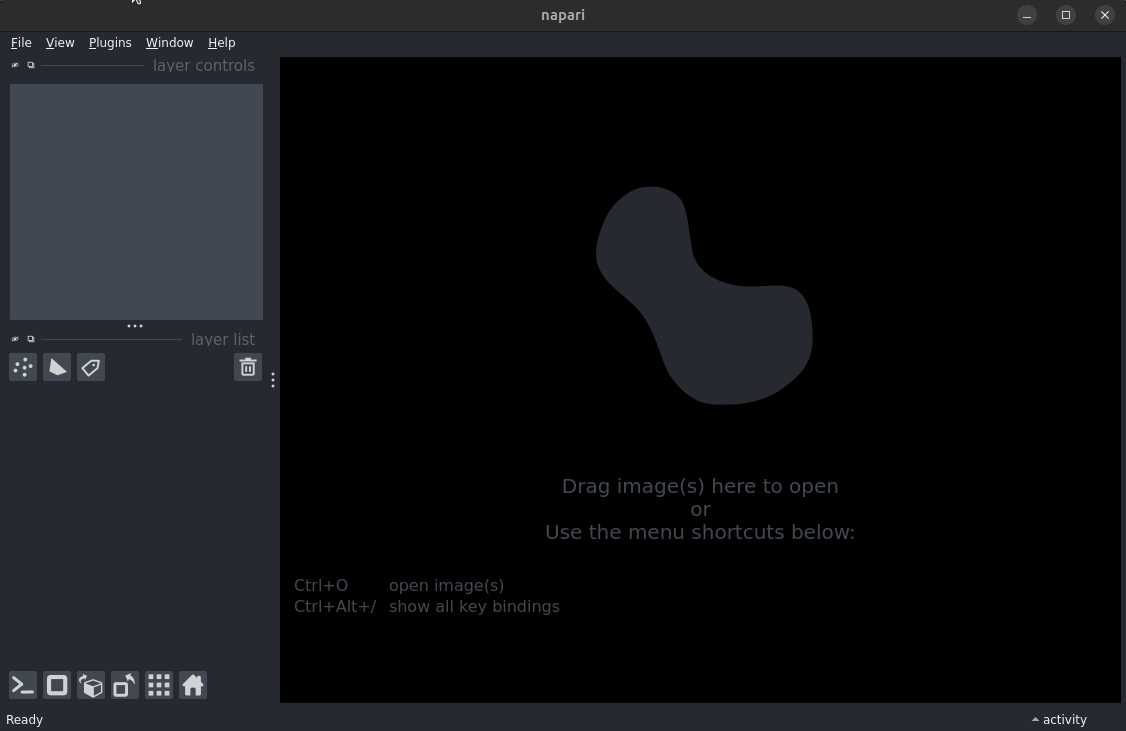 napari
File View Plugins Window Help
layer controls
layer list
Drag image(s) here to open
or
Use the menu shortcuts below:
Ctrl+O open image(s)
Ctrl+Alt+/ show all key bindings
Ready
activity